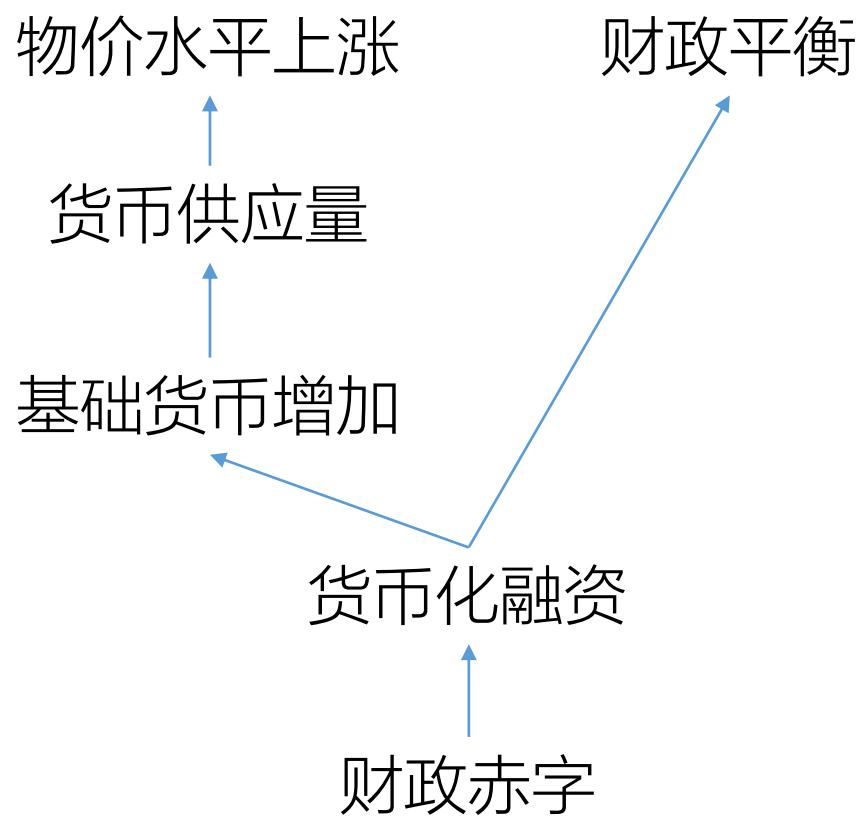 物价水平上涨
财政平衡
货币供应量
基础货币增加
货币化融资
财政赤字